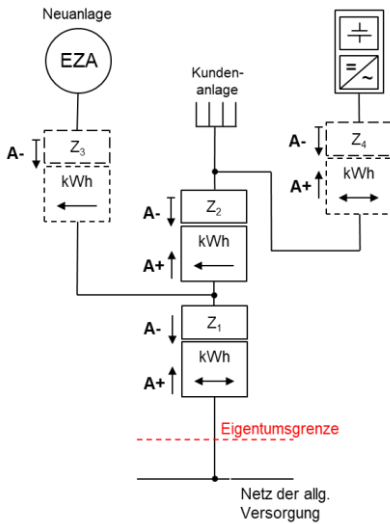 Neuanlage
EZA
Kunden-
anlage
=
~
A-
Z3
kWh
A-
Z4
A+
kWh
A-
Z2
A+
kWh
A-
Z1
A+
kWh
Eigentumsgrenze
Netz der allg.
Versorgung